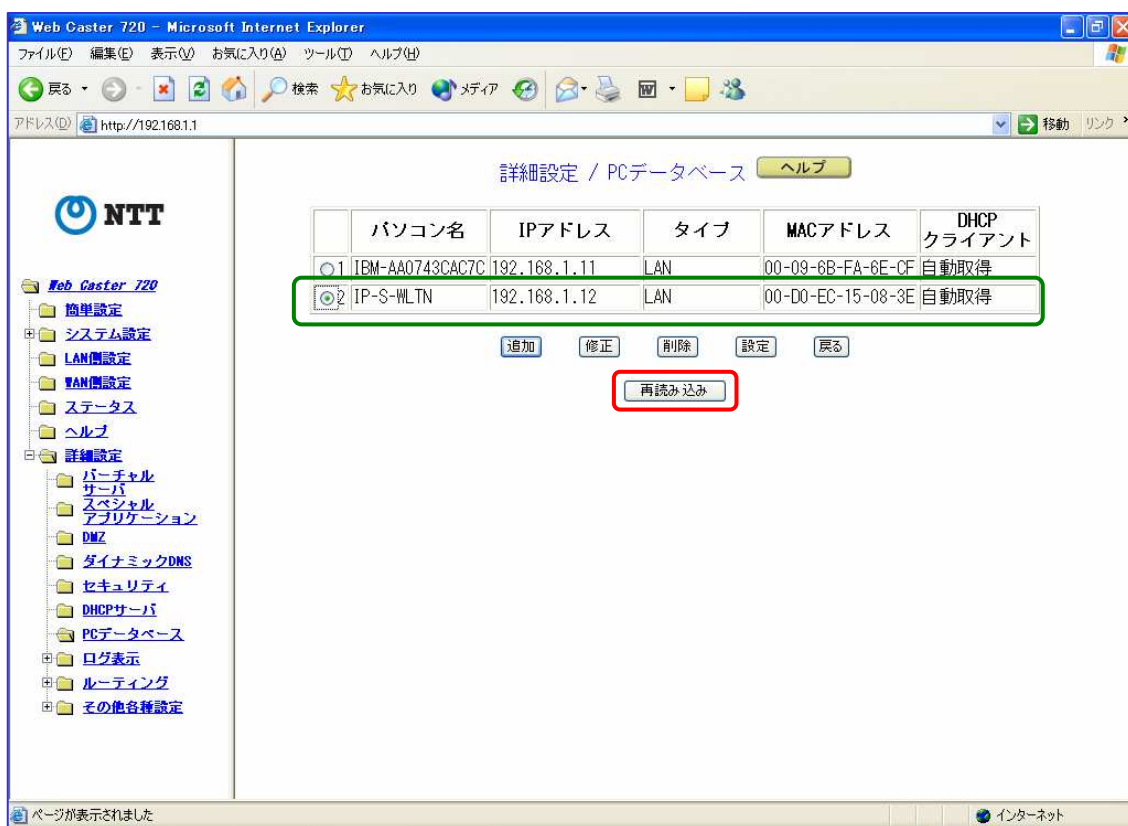 Web Caster 720 - Microsoft Internet Explorer
ファイル(F) 編集(E) 表示(V) お気に入り(A) ツール(T) ヘルプ(H)
戻る 検索 お気に入り メディア
アドレス(D) http://192.168.1.1 移動 リンク »
NTT
Web Caster 720
簡単設定
システム設定
LAN側設定
WAN側設定
ステータス
ヘルプ
詳細設定
バーチャル
サーバ
スペシャル
アプリケーション
DMZ
ダイナミックDNS
セキュリティ
DHCPサーバ
PCデータベース
ログ表示
ルーティング
その他各種設定
詳細設定 / PCデータベース ヘルプ
パソコン名 IPアドレス タイプ MACアドレス DHCP
クライアント
1 IBM-AA0743CAC7C 192.168.1.11 LAN 00-09-6B-FA-6E-CF 自動取得
2 IP-S-WLTN 192.168.1.12 LAN 00-D0-EC-15-08-3E 自動取得
追加 修正 削除 設定 戻る
再読み込み
ページが表示されました インターネット